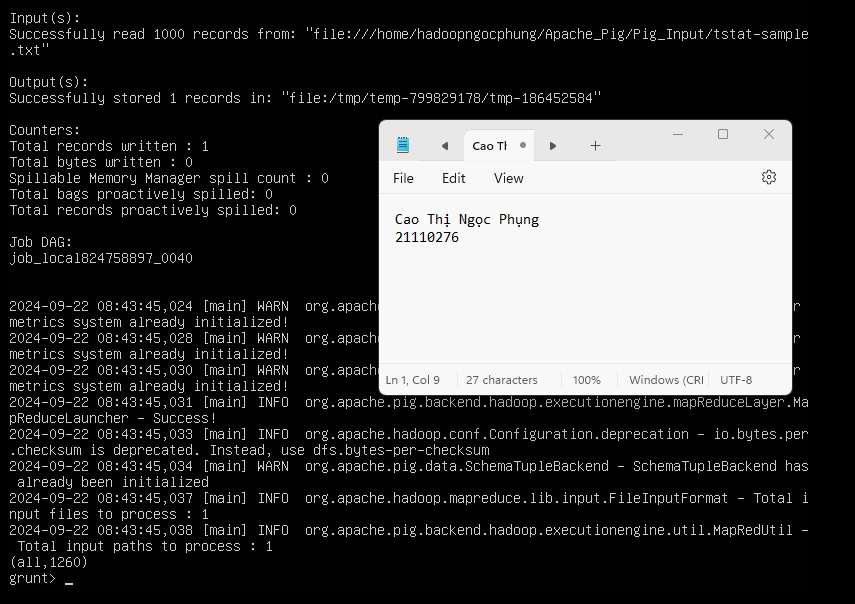 Input(s):
Successfully read 1000 records from: "file:///home/hadoopngocphung/Apache_Pig/Pig_Input/tstat-sample
.txt"
Output(s):
Successfully stored 1 records in: "file:/tmp/temp-799829178/tmp-186452584"
Counters:
Total records written : 1
Total bytes written : 0
Spillable Memory Manager spill count : 0
Total bags proactively spilled: 0
Total records proactively spilled: 0
Job DAG:
job_local824758897_0040
2024-09-22 08:43:45,024 [main] WARN  org.apache
r
metrics system already initialized!
2024-09-22 08:43:45,028 [main] WARN  org.apache
r
metrics system already initialized!
2024-09-22 08:43:45,030 [main] WARN  org.apache
r
metrics system already initialized!
2024-09-22 08:43:45,031 [main] INFO  org.apache.pig.backend.hadoop.executionengine.mapReduceLayer.Ma
pReduceLauncher - Success!
2024-09-22 08:43:45,033 [main] INFO  org.apache.hadoop.conf.Configuration.deprecation - io.bytes.per
.checksum is deprecated. Instead, use dfs.bytes-per-checksum
2024-09-22 08:43:45,034 [main] WARN  org.apache.pig.data.SchemaTupleBackend - SchemaTupleBackend has
 already been initialized
2024-09-22 08:43:45,037 [main] INFO  org.apache.hadoop.mapreduce.lib.input.FileInputFormat - Total i
nput files to process : 1
2024-09-22 08:43:45,038 [main] INFO  org.apache.pig.backend.hadoop.executionengine.util.MapRedUtil -
 Total input paths to process : 1
(all,1260)
grunt> _
Cao Th
File Edit View
Cao Thị Ngọc Phụng
21110276
Ln 1, Col 9 27 characters 100% Windows (CRI UTF-8